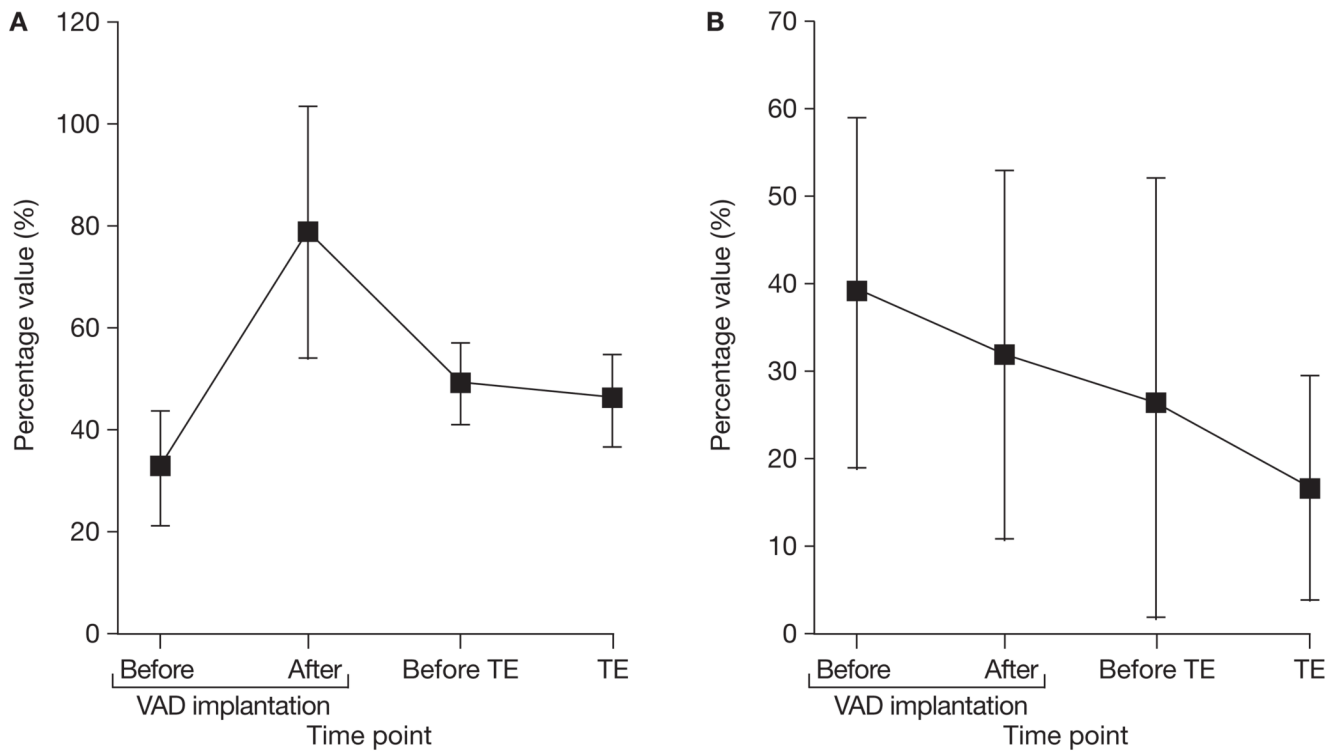 A
Percentage value (%)
120
100
80
60
40
20
0
Before After Before TE TE
VAD implantation
Time point
B
Percentage value (%)
70
60
50
40
30
20
10
0
Before After Before TE TE
VAD implantation
Time point